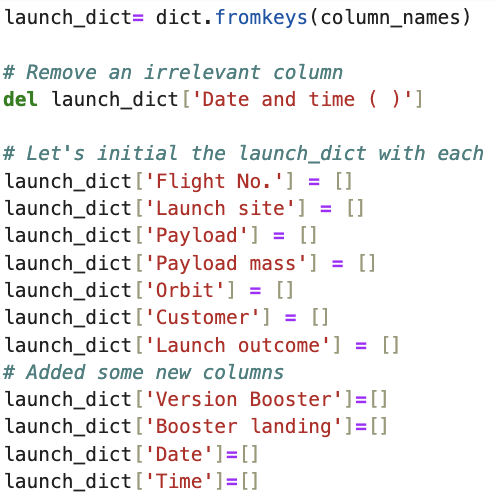 launch_dict= dict.fromkeys(column_names)
# Remove an irrelevant column
del launch_dict['Date and time ( )']
# Let's initial the launch_dict with each
launch_dict['Flight No.'] = []
launch_dict['Launch site'] = []
launch_dict['Payload'] = []
launch_dict['Payload mass'] = []
launch_dict['Orbit'] = []
launch_dict['Customer'] = []
launch_dict['Launch outcome'] = []
# Added some new columns
launch_dict['Version Booster']=[]
launch_dict['Booster landing']=[]
launch_dict['Date']=[]
launch_dict['Time']=[]